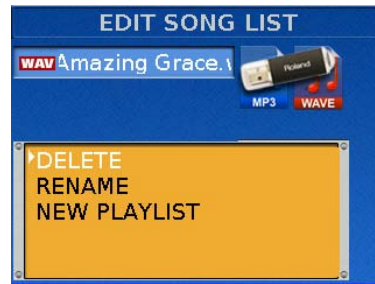 EDIT SONG LIST
WAV Amazing Grace.
Roland
MP3 WAVE
DELETE
RENAME
NEW PLAYLIST